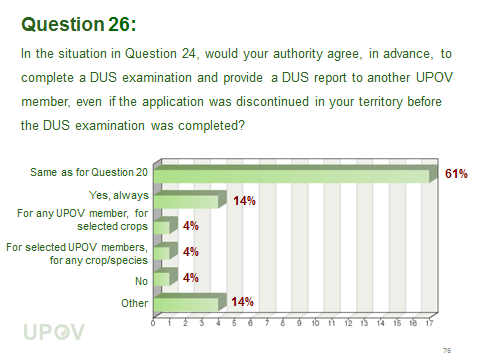 Question 26:
In the situation in Question 24, would your authority agree, in advance, to
complete a DUS examination and provide a DUS report to another UPOV
member, even if the application was discontinued in your territory before
the DUS examination was completed?
Same as for Question 20
61%
Yes, always
14%
For any UPOV member, for
selected crops
4%
For selected UPOV members,
for any crop/species
4%
No
4%
Other
14%
0 1 2 3 4 5 6 7 8 9 10 11 12 13 14 15 16 17
UPOV
76